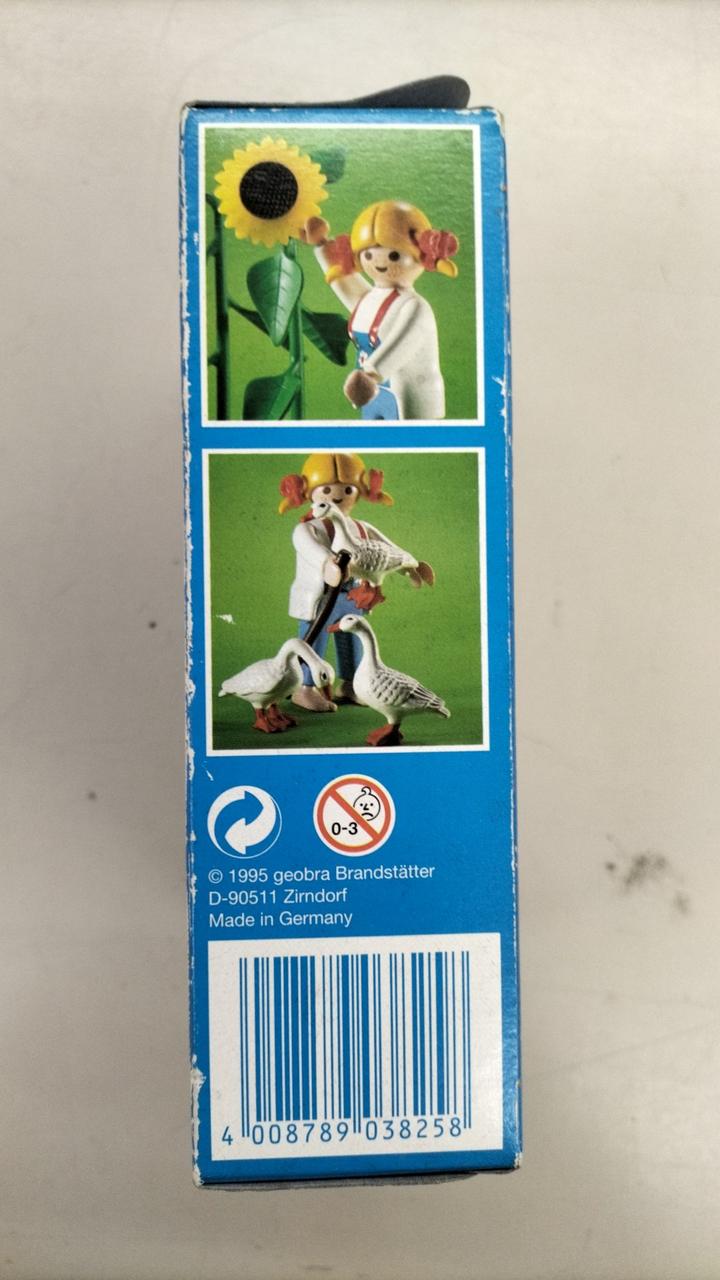 0-3
© 1995 geobra Brandstätter
D-90511 Zirndorf
Made in Germany
4 008789 038258